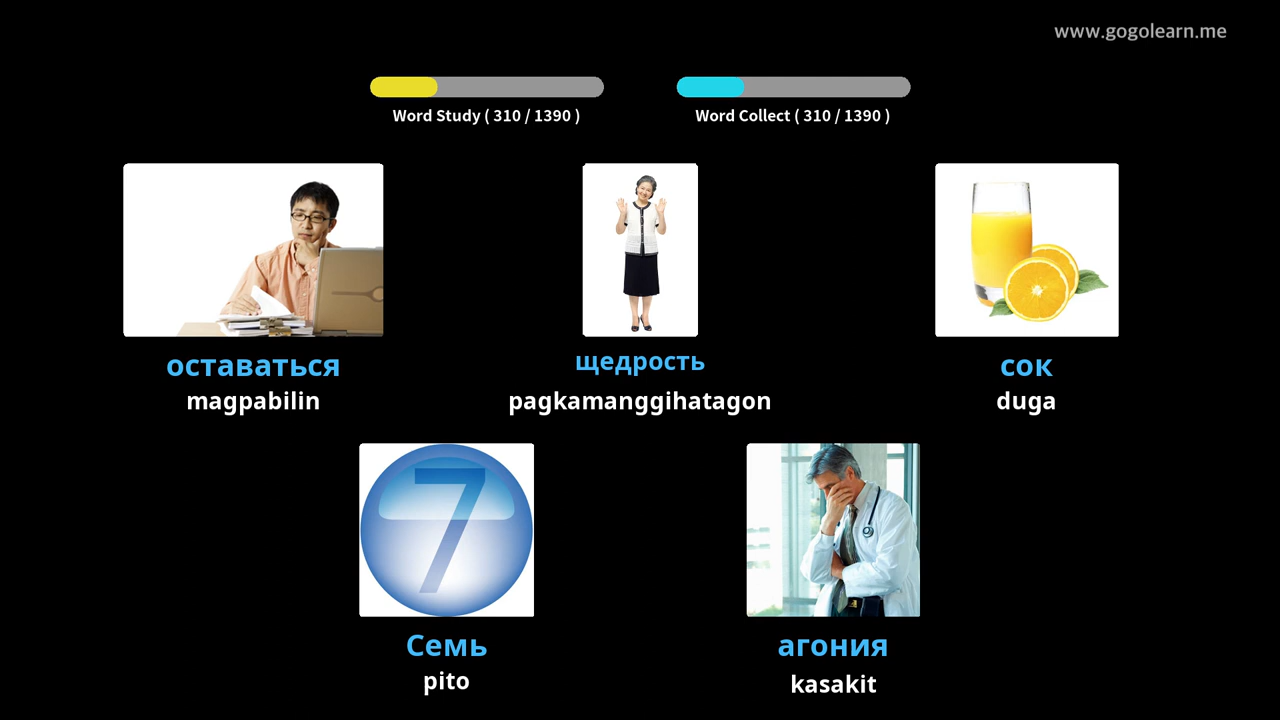 www.gogolearn.me
Word Study ( 310 / 1390 )
Word Collect ( 310 / 1390 )
оставаться
magpabilin
щедрость
pagkamanggihatagon
сок
duga
7
Семь
pito
агония
kasakit